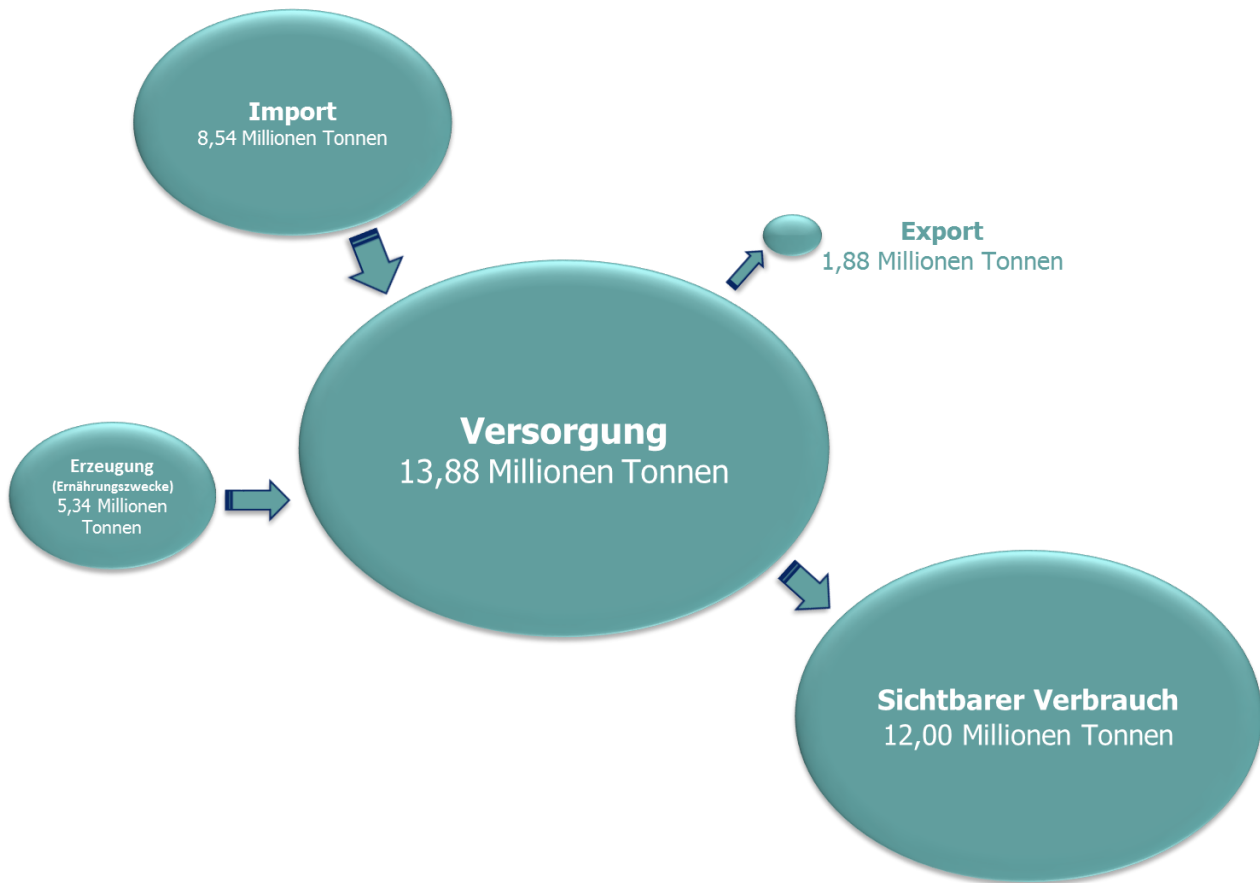 Import
8,54 Millionen Tonnen
Export
1,88 Millionen Tonnen
Versorgung
13,88 Millionen Tonnen
Erzeugung
(Ernährungszwecke)
5,34 Millionen
Tonnen
Sichtbarer Verbrauch
12,00 Millionen Tonnen